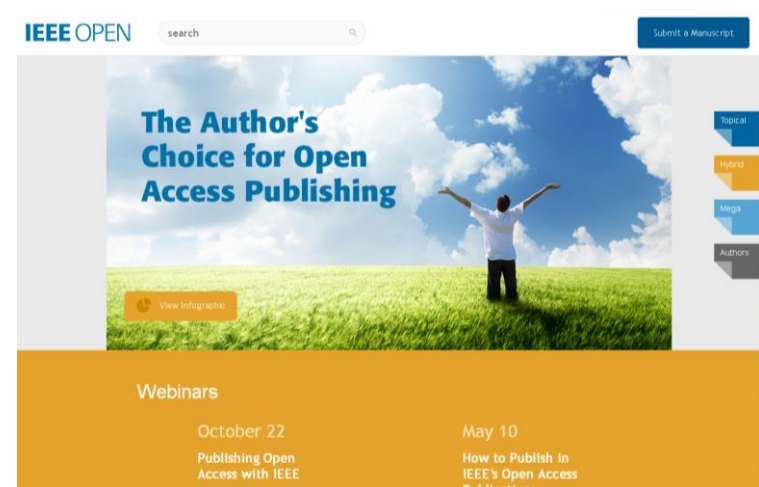 IEEE OPEN
search
Submit a Manuscript
The Author's
Choice for Open
Access Publishing
Topical
Hybrid
Mega
Authors
View Infographic
Webinars
October 22
Publishing Open
Access with IEEE
May 10
How to Publish in
IEEE's Open Access